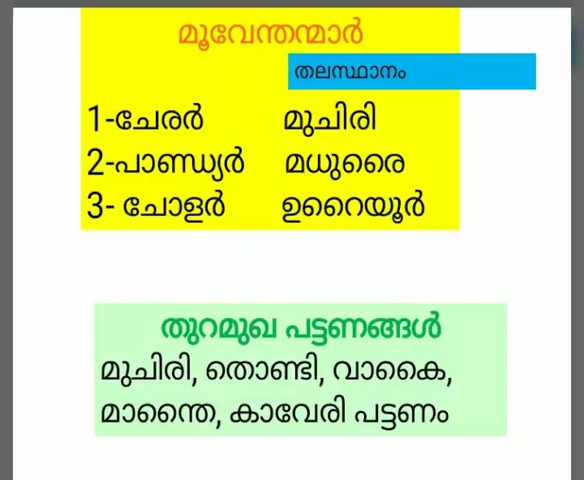 മൂവേന്തന്മാർ
തലസ്ഥാനം
1-ചേരർ മുചിരി
2-പാണ്ഡ്യർ മധുരൈ
3- ചോളർ ഉറൈയൂർ
തുറമുഖ പട്ടണങ്ങൾ
മുചിരി, തൊണ്ടി, വാകൈ,
മാന്തൈ, കാവേരി പട്ടണം